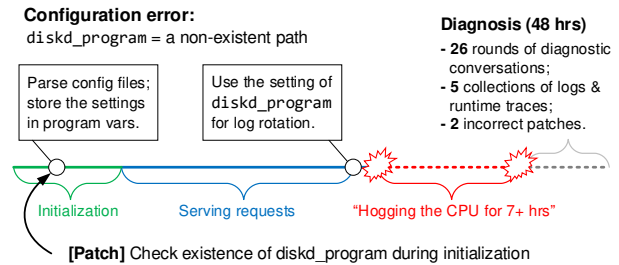 Configuration error:
diskd_program = a non-existent path
Diagnosis (48 hrs)
- 26 rounds of diagnostic
conversations;
- 5 collections of logs &
runtime traces;
- 2 incorrect patches.
Parse config files;
store the settings
in program vars.
Use the setting of
diskd_program
for log rotation.
Initialization
Serving requests
“Hogging the CPU for 7+ hrs”
[Patch] Check existence of diskd_program during initialization